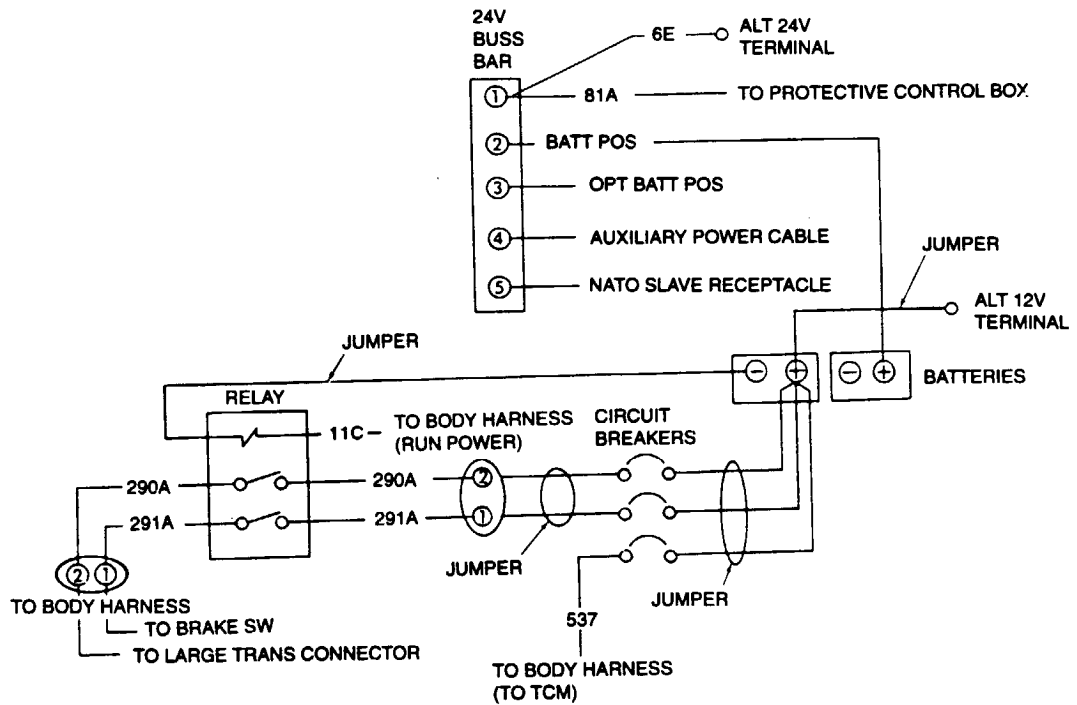 24V
BUSS
BAR
6E
ALT 24V
TERMINAL
1
81A
TO PROTECTIVE CONTROL BOX
2
BATT POS
3
OPT BATT POS
4
AUXILIARY POWER CABLE
5
NATO SLAVE RECEPTACLE
JUMPER
ALT 12V
TERMINAL
JUMPER
- + - +
BATTERIES
RELAY
11C
TO BODY HARNESS
(RUN POWER)
CIRCUIT
BREAKERS
290A
290A
2
291A
291A
1
JUMPER
JUMPER
2 1
TO BODY HARNESS
TO BRAKE SW
TO LARGE TRANS CONNECTOR
537
TO BODY HARNESS
(TO TCM)